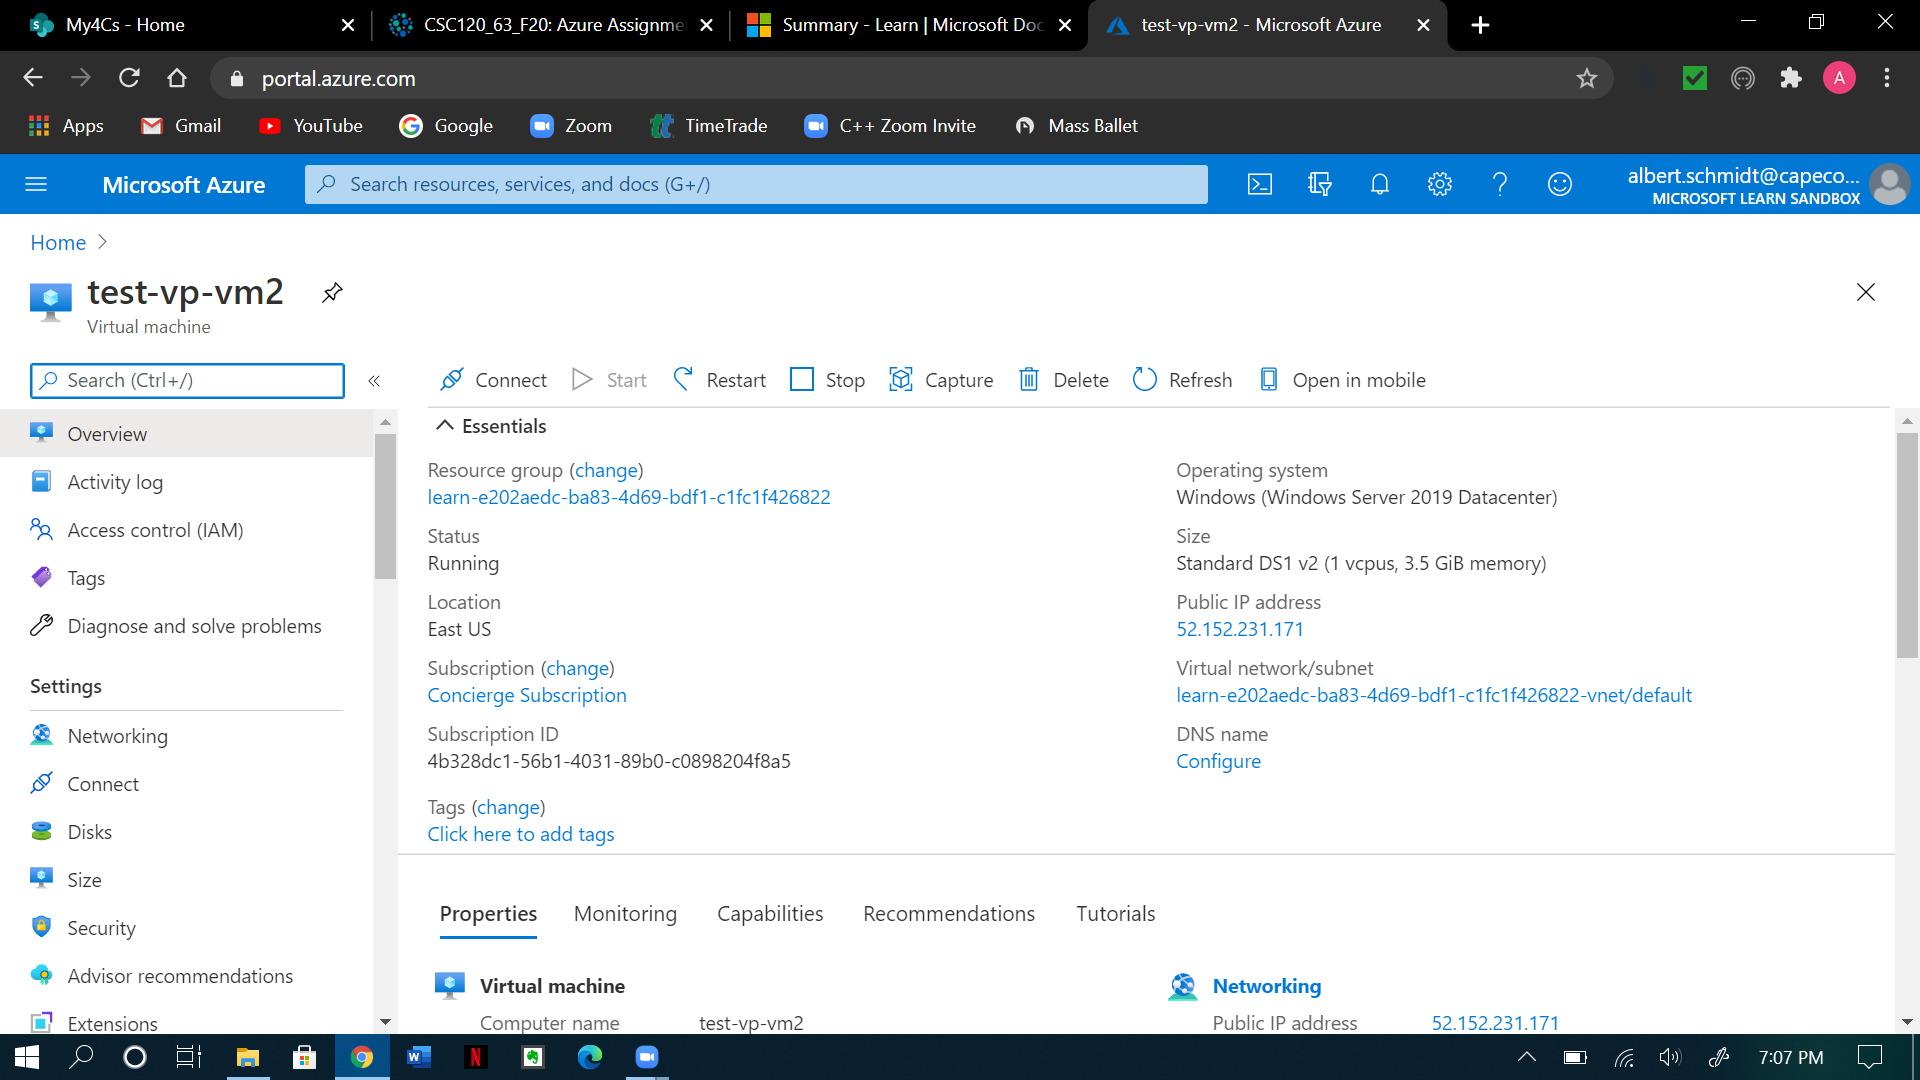 My4Cs - Home
CSC120_63_F20: Azure Assignme
Summary - Learn | Microsoft Doc
test-vp-vm2 - Microsoft Azure
portal.azure.com
A
Apps
Gmail
YouTube
Google
Zoom
TimeTrade
C++ Zoom Invite
Mass Ballet
Microsoft Azure
Search resources, services, and docs (G+/)
albert.schmidt@capeco...
MICROSOFT LEARN SANDBOX
Home
test-vp-vm2
Virtual machine
Search (Ctrl+/)
Connect
Start
Restart
Stop
Capture
Delete
Refresh
Open in mobile
Overview
Activity log
Access control (IAM)
Tags
Diagnose and solve problems
Settings
Networking
Connect
Disks
Size
Security
Advisor recommendations
Extensions
Essentials
Resource group (change)
learn-e202aedc-ba83-4d69-bdf1-c1fc1f426822
Status
Running
Location
East US
Subscription (change)
Concierge Subscription
Subscription ID
4b328dc1-56b1-4031-89b0-c0898204f8a5
Tags (change)
Click here to add tags
Operating system
Windows (Windows Server 2019 Datacenter)
Size
Standard DS1 v2 (1 vcpus, 3.5 GiB memory)
Public IP address
52.152.231.171
Virtual network/subnet
learn-e202aedc-ba83-4d69-bdf1-c1fc1f426822-vnet/default
DNS name
Configure
Properties
Monitoring
Capabilities
Recommendations
Tutorials
Virtual machine
Computer name test-vp-vm2
Networking
Public IP address 52.152.231.171
7:07 PM